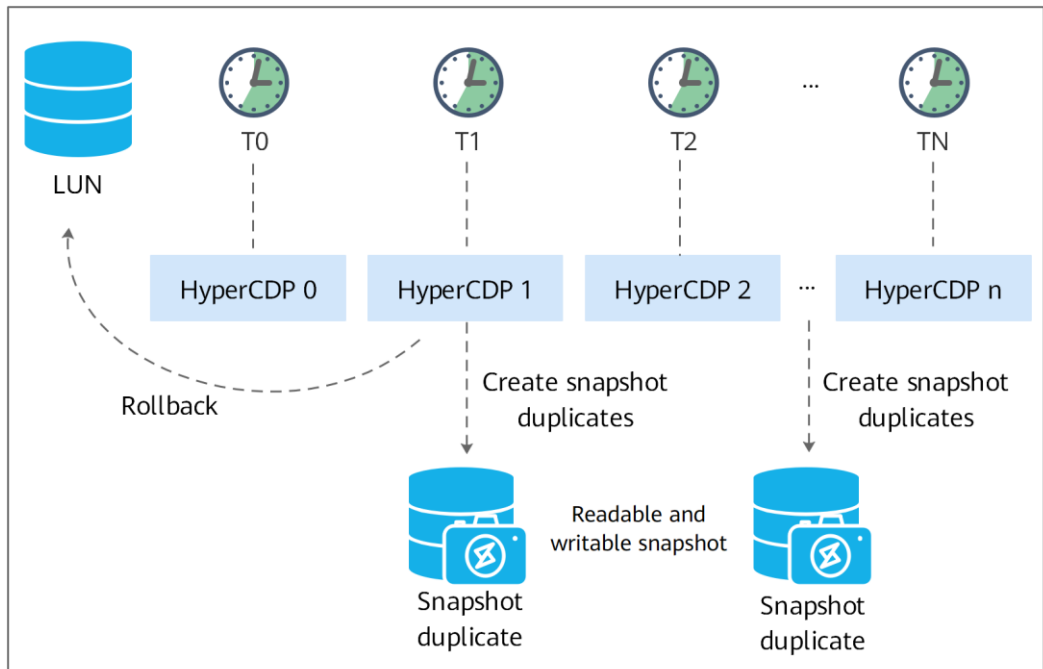 ...
T0
T1
T2
TN
LUN
HyperCDP 0
HyperCDP 1
HyperCDP 2
...
HyperCDP n
Rollback
Create snapshot
duplicates
Create snapshot
duplicates
Readable and
writable snapshot
Snapshot
duplicate
Snapshot
duplicate